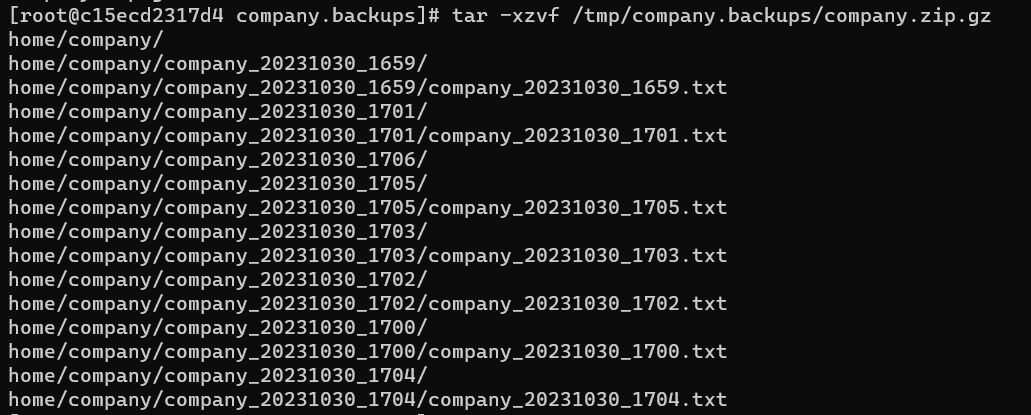 [root@c15ecd2317d4 company.backups]# tar -xzvf /tmp/company.backups/company.zip.gz
home/company/
home/company/company_20231030_1659/
home/company/company_20231030_1659/company_20231030_1659.txt
home/company/company_20231030_1701/
home/company/company_20231030_1701/company_20231030_1701.txt
home/company/company_20231030_1706/
home/company/company_20231030_1705/
home/company/company_20231030_1705/company_20231030_1705.txt
home/company/company_20231030_1703/
home/company/company_20231030_1703/company_20231030_1703.txt
home/company/company_20231030_1702/
home/company/company_20231030_1702/company_20231030_1702.txt
home/company/company_20231030_1700/
home/company/company_20231030_1700/company_20231030_1700.txt
home/company/company_20231030_1704/
home/company/company_20231030_1704/company_20231030_1704.txt